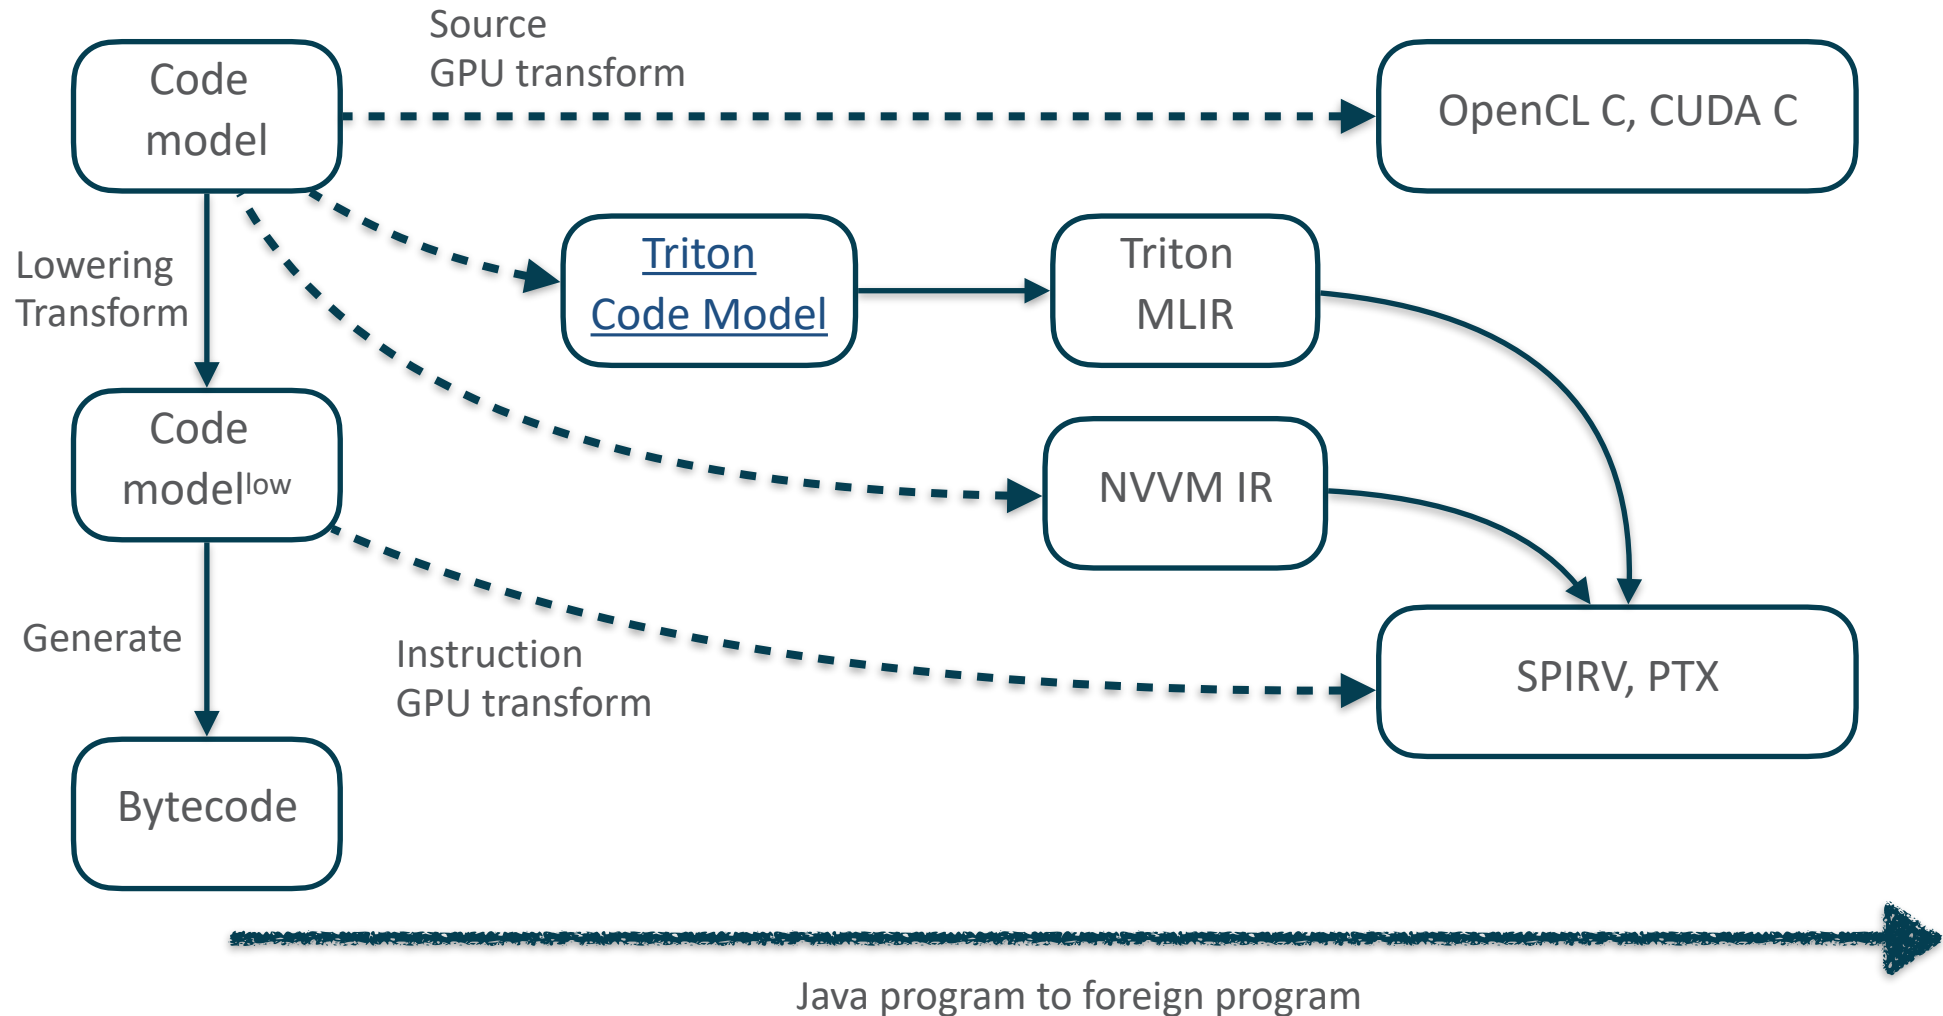 Source
GPU transform
Code
model
OpenCL C, CUDA C
Lowering
Transform
Triton
Code Model
Triton
MLIR
Code
modellow
NVVM IR
Generate
Instruction
GPU transform
SPIRV, PTX
Bytecode
Java program to foreign program